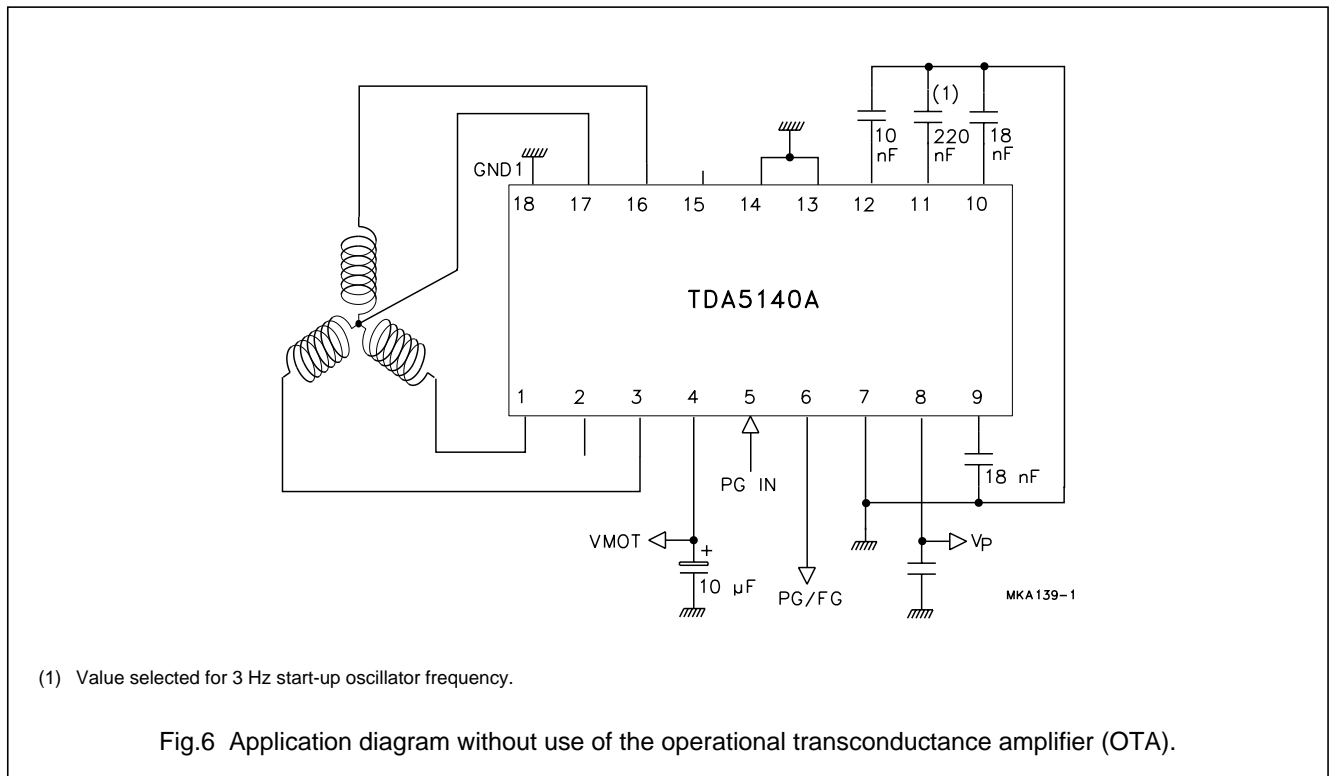 (1)
10 nF
220 nF
18 nF
GND1
18 17 16 15 14 13 12 11 10
TDA5140A
1 2 3 4 5 6 7 8 9
18 nF
PG IN
VMOT
+
10 µF
PG/FG
VP
MKA139-1
(1) Value selected for 3 Hz start-up oscillator frequency.
Fig.6 Application diagram without use of the operational transconductance amplifier (OTA).